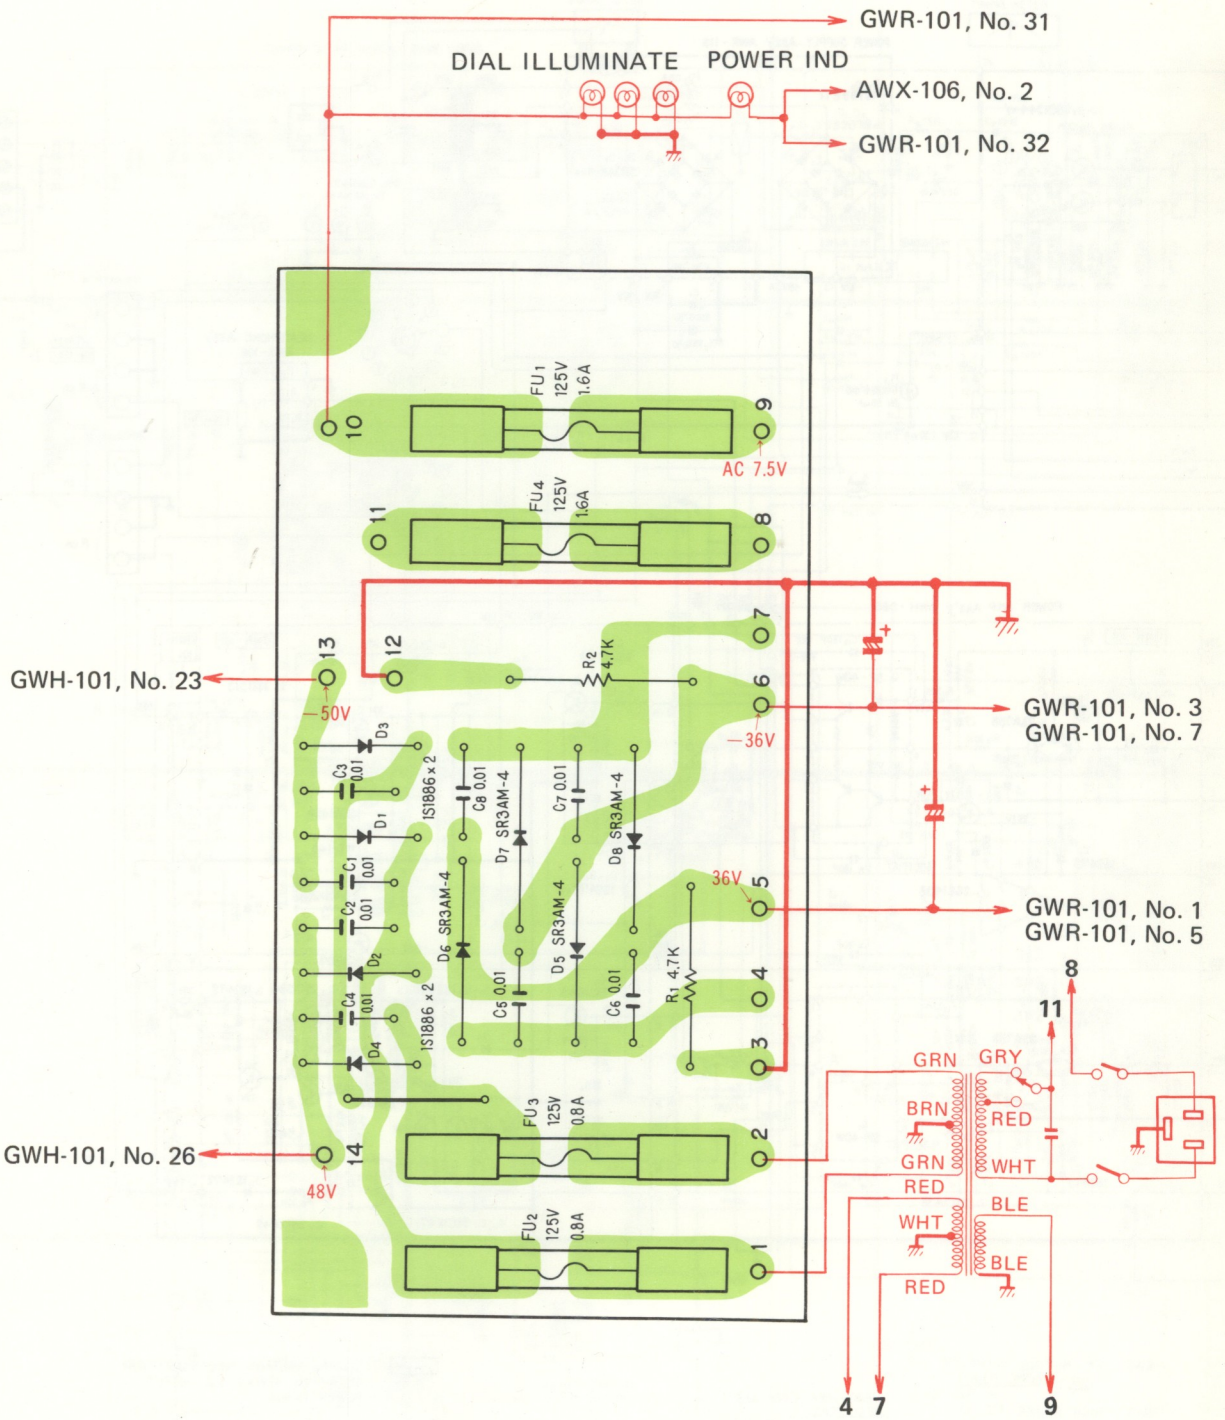 GWR-101, No. 31
DIAL ILLUMINATE POWER IND
AWX-106, No. 2
GWR-101, No. 32
FU1
125V
1.6A
10
9
AC 7.5V
FU4
125V
1.6A
11
8
7
13
12
R2
4.7K
6
GWH-101, No. 23
—50V
—36V
GWR-101, No. 3
GWR-101, No. 7
D3
C3
0.01
1S1886 x 2
D1
C8 0.01
D7 SR3AM-4
C7 0.01
D8 SR3AM-4
C1
0.01
C2
0.01
D6 SR3AM-4
D5 SR3AM-4
36V
5
GWR-101, No. 1
GWR-101, No. 5
D2
C4
0.01
D4
1S1886 x 2
C5 0.01
C6 0.01
R1 4.7K
4
3
8
11
GRN
GRY
BRN
RED
GRN
WHT
FU3
125V
0.8A
2
GWH-101, No. 26
14
48V
RED
BLE
WHT
BLE
RED
FU2
125V
0.8A
1
+
+
4 7 9